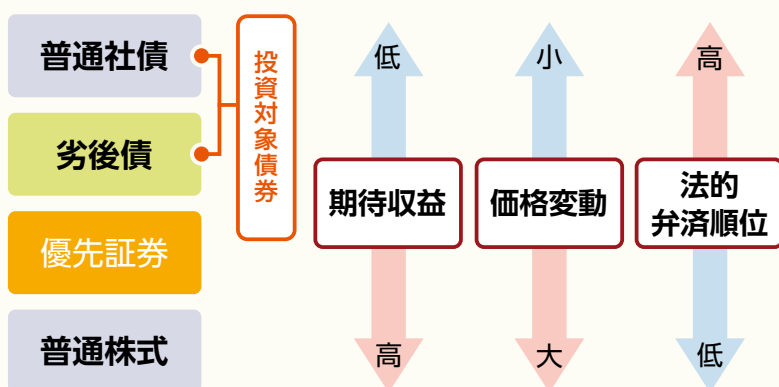 普通社債
劣後債
優先証券
普通株式
投資対象債券
低
期待収益
高
小
価格変動
大
高
法的
弁済順位
低